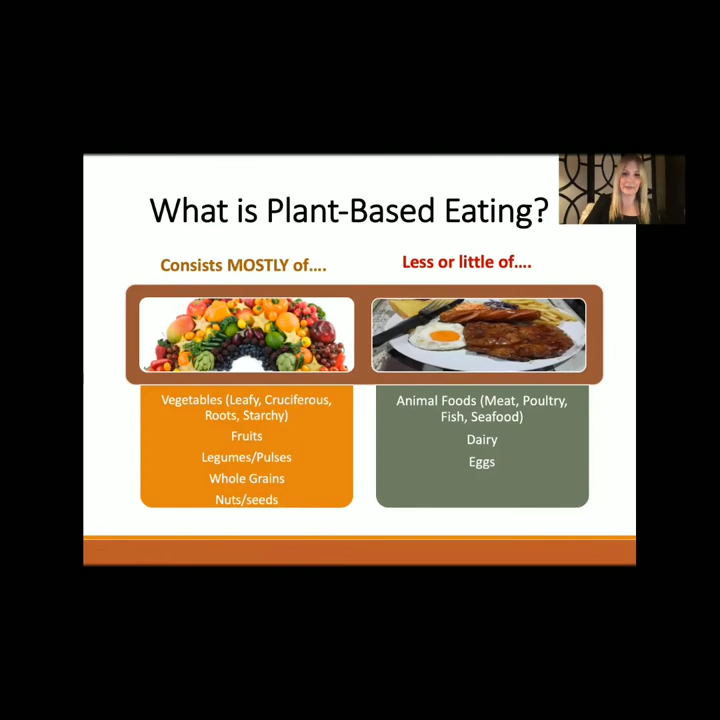 What is Plant-Based Eating?
Consists MOSTLY of....
Less or little of....
Vegetables (Leafy, Cruciferous,
Roots, Starchy)
Fruits
Legumes/Pulses
Whole Grains
Nuts/seeds
Animal Foods (Meat, Poultry,
Fish, Seafood)
Dairy
Eggs